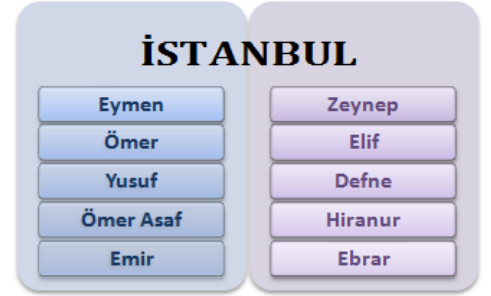 İSTANBUL
Eymen
Ömer
Yusuf
Ömer Asaf
Emir
Zeynep
Elif
Defne
Hiranur
Ebrar